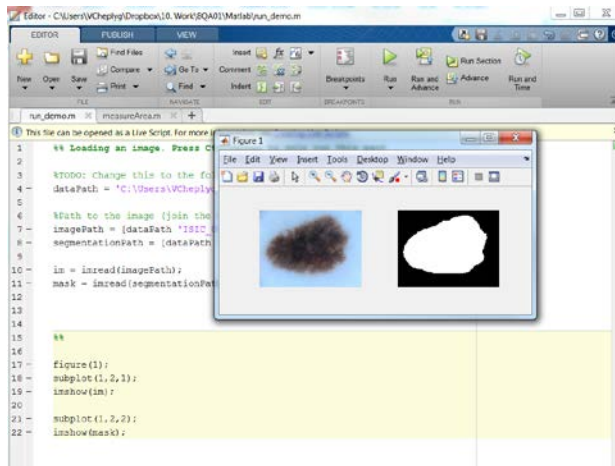 Editor - C:\Users\VCheplyg\Dropbox\10. Work\BQA01\Matlab\run_demo.m
EDITOR PUBLISH VIEW
New Open Save Find Files Compare Print Go To Find Insert Comment Indent fx Breakpoints Run Run and Advance Run Section Advance Run and Time
FILE NAVIGATE EDIT BREAKPOINTS RUN
run_demo.m measureArea.m +
This file can be opened as a Live Script. For more
Figure 1
File Edit View Insert Tools Desktop Window Help
1 %% Loading an image. Press
2
3 %TODO: Change this to the
4 - dataPath = 'C:\Users\VCheplyg
5
6 %Path to the image (join the
7 - imagePath = [dataPath 'ISIC_
8 - segmentationPath = [dataPath
9
10 - im = imread(imagePath);
11 - mask = imread(segmentationPat
12
13
14
15 %%
16
17 - figure(1);
18 - subplot(1,2,1);
19 - imshow(im);
20
21 - subplot(1,2,2);
22 - imshow(mask);